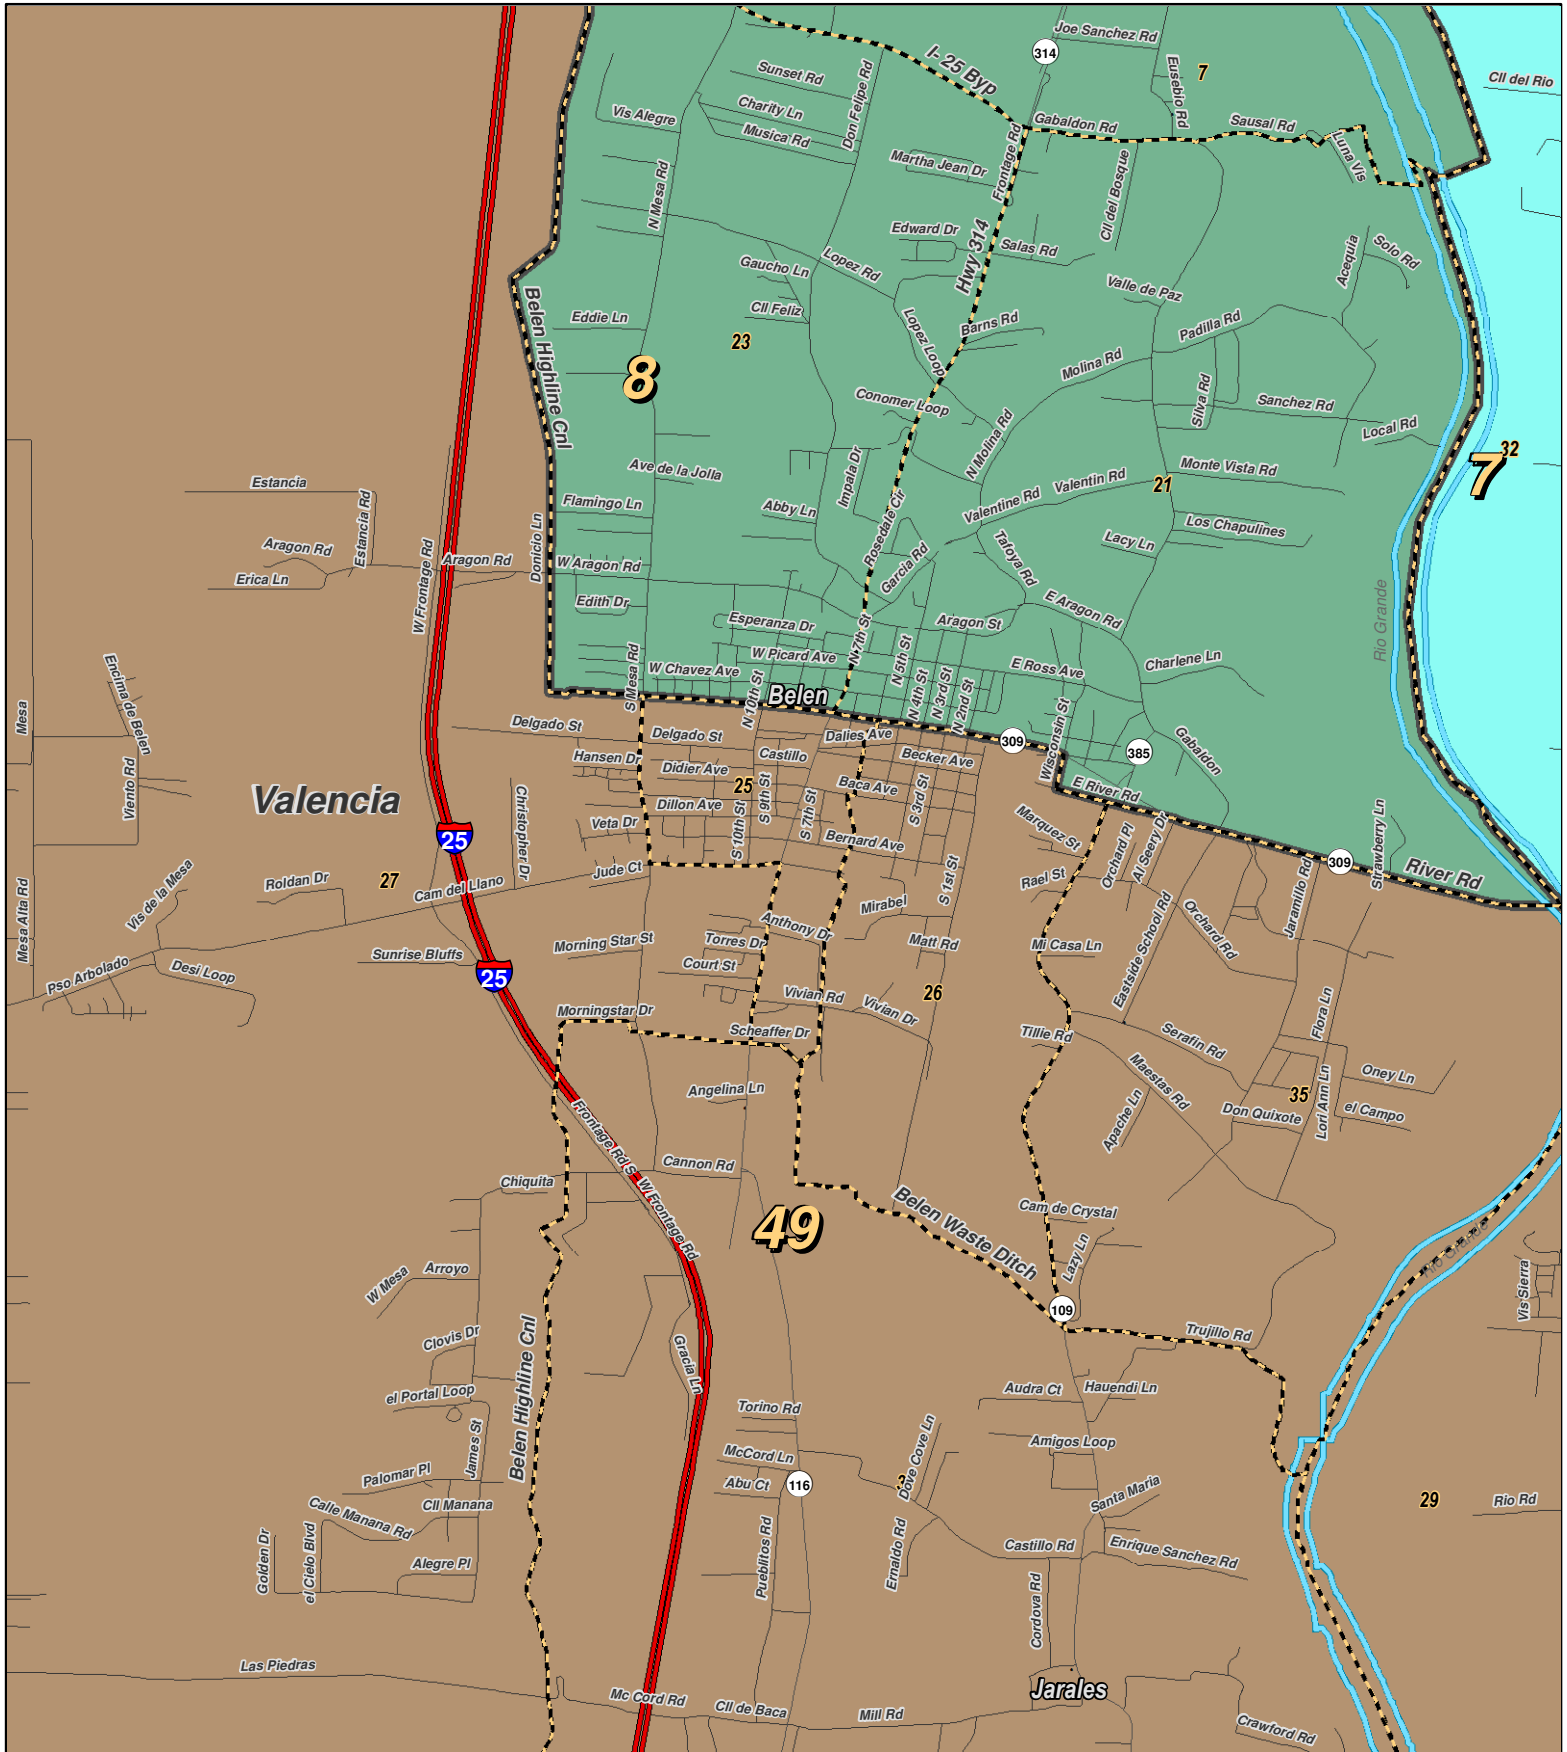 Joe Sanchez Rd
314
I- 25 Byp
7
Cll del Rio
Sunset Rd
Don Felipe Rd
Eusebio Rd
Vis Alegre
Charity Ln
Musica Rd
Gabaldon Rd
Sausal Rd
Luna Vis
Martha Jean Dr
Frontage Rd
N Mesa Rd
Cll del Bosque
Edward Dr
Salas Rd
Hwy 314
Acequia
Solo Rd
Gaucho Ln
Lopez Rd
Valle de Paz
Belen Highline Cnl
Eddie Ln
Cll Feliz
Lopez Loop
Barns Rd
Padilla Rd
23
8
Molina Rd
Conomer Loop
Silva Rd
Sanchez Rd
N Molina Rd
Local Rd
32
7
Ave de la Jolla
Impala Dr
Monte Vista Rd
Estancia
Valentin Rd
21
Flamingo Ln
Abby Ln
Rosedale Cir
Valentine Rd
Los Chapulines
Estancia Rd
Donicio Ln
Lacy Ln
Aragon Rd
W Frontage Rd
Aragon Rd
W Aragon Rd
Garcia Rd
Tafoya Rd
Erica Ln
Edith Dr
Esperanza Dr
Aragon St
E Aragon Rd
Rio Grande
N 7th St
W Picard Ave
N 5th St
Encima de Belen
S Mesa Rd
W Chavez Ave
E Ross Ave
Charlene Ln
Belen
N 10th St
N 4th St
N 3rd St
N 2nd St
Mesa
Delgado St
Delgado St
Dalies Ave
309
Wisconsin St
385
Gabaldon
Hansen Dr
Castillo
Becker Ave
Didier Ave
25
Baca Ave
E River Rd
Viento Rd
Valencia
Christopher Dr
Dillon Ave
S 9th St
S 7th St
S 3rd St
25
Veta Dr
S 10th St
Bernard Ave
Marquez St
Orchard Pl
Al Seery Dr
Strawberry Ln
309
River Rd
27
Roldan Dr
Cam del Llano
Jude Ct
S 1st St
Rael St
Jaramillo Rd
Mesa Alta Rd
Vis de la Mesa
Mirabel
Orchard Rd
Anthony Dr
Morning Star St
Torres Dr
Matt Rd
Mi Casa Ln
Eastside School Rd
Sunrise Bluffs
Pso Arbolado
Desi Loop
25
Court St
Vivian Rd
Vivian Dr
26
Flora Ln
Morningstar Dr
Scheaffer Dr
Tillie Rd
Serafin Rd
Angelina Ln
Maestas Rd
35
Oney Ln
Frontage Rd S
Apache Ln
Don Quixote
Lori Ann Ln
el Campo
Cannon Rd
Chiquita
W Frontage Rd
49
Belen Waste Ditch
Cam de Crystal
Lazy Ln
Rio Grande
W Mesa
Arroyo
Vis Sierra
109
Trujillo Rd
Clovis Dr
Belen Highline Cnl
Gracia Ln
el Portal Loop
Audra Ct
Hauendi Ln
Torino Rd
James St
McCord Ln
Dove Cove Ln
Amigos Loop
Palomar Pl
Abu Ct
116
Santa Maria
29
Rio Rd
Calle Manana Rd
Cll Manana
Pueblitos Rd
Ernaldo Rd
Castillo Rd
Enrique Sanchez Rd
Golden Dr
el Cielo Blvd
Alegre Pl
Cordova Rd
Las Piedras
Mc Cord Rd
Cll de Baca
Jarales
Mill Rd
Crawford Rd